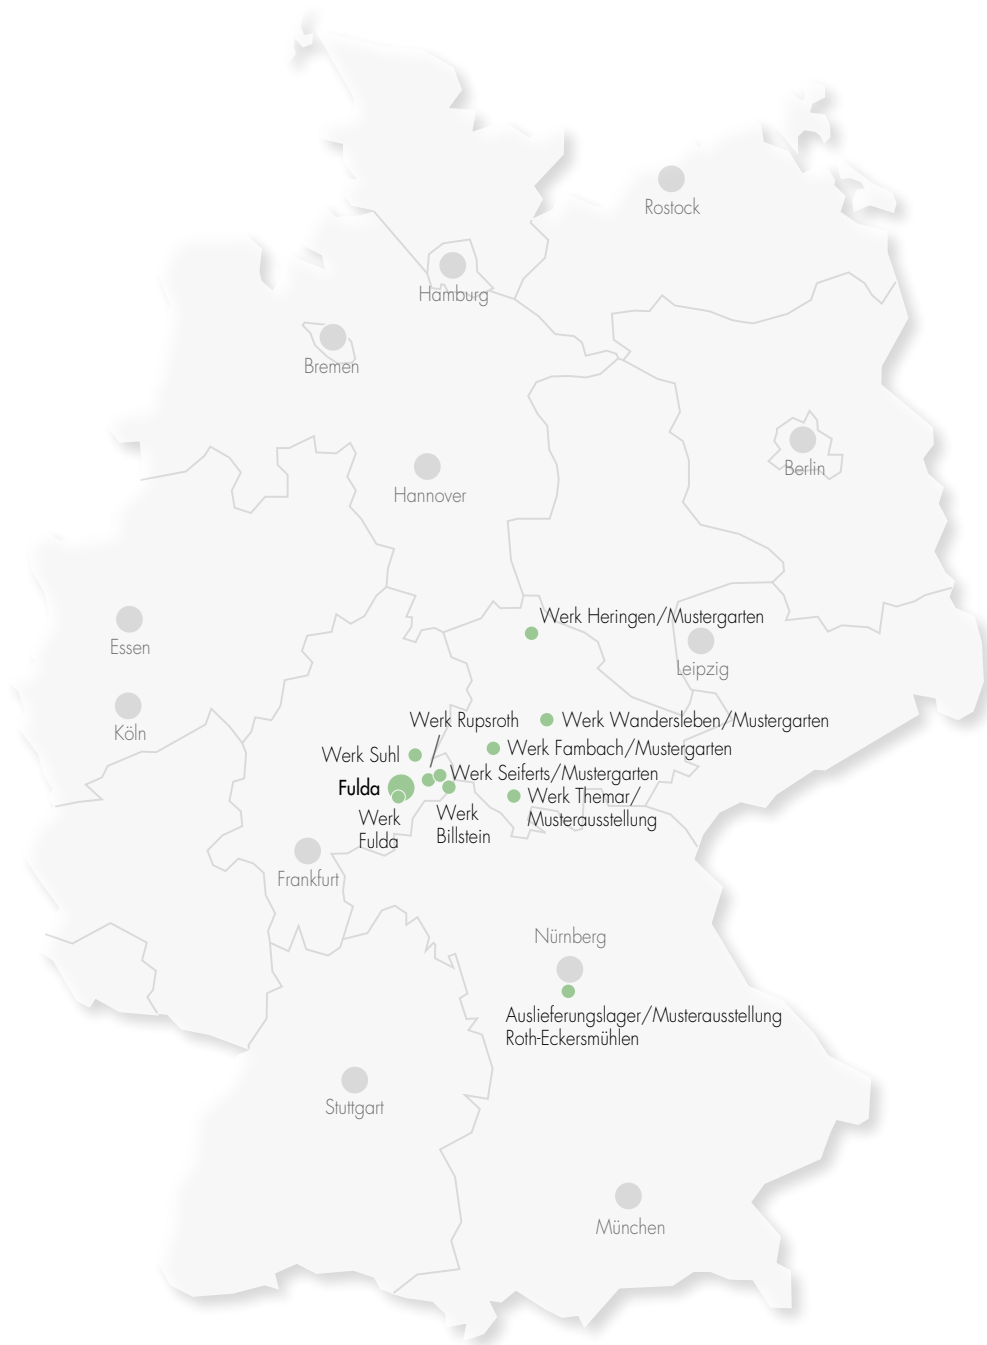 Rostock
Hamburg
Bremen
Berlin
Hannover
Werk Heringen/Mustergarten
Essen
Leipzig
Köln
Werk Rupsroth
Werk Wandersleben/Mustergarten
Werk Suhl
Werk Fambach/Mustergarten
Werk Seiferts/Mustergarten
Fulda
Werk Themar/
Musterausstellung
Werk
Fulda
Werk
Billstein
Frankfurt
Nürnberg
Auslieferungslager/Musterausstellung
Roth-Eckersmühlen
Stuttgart
München